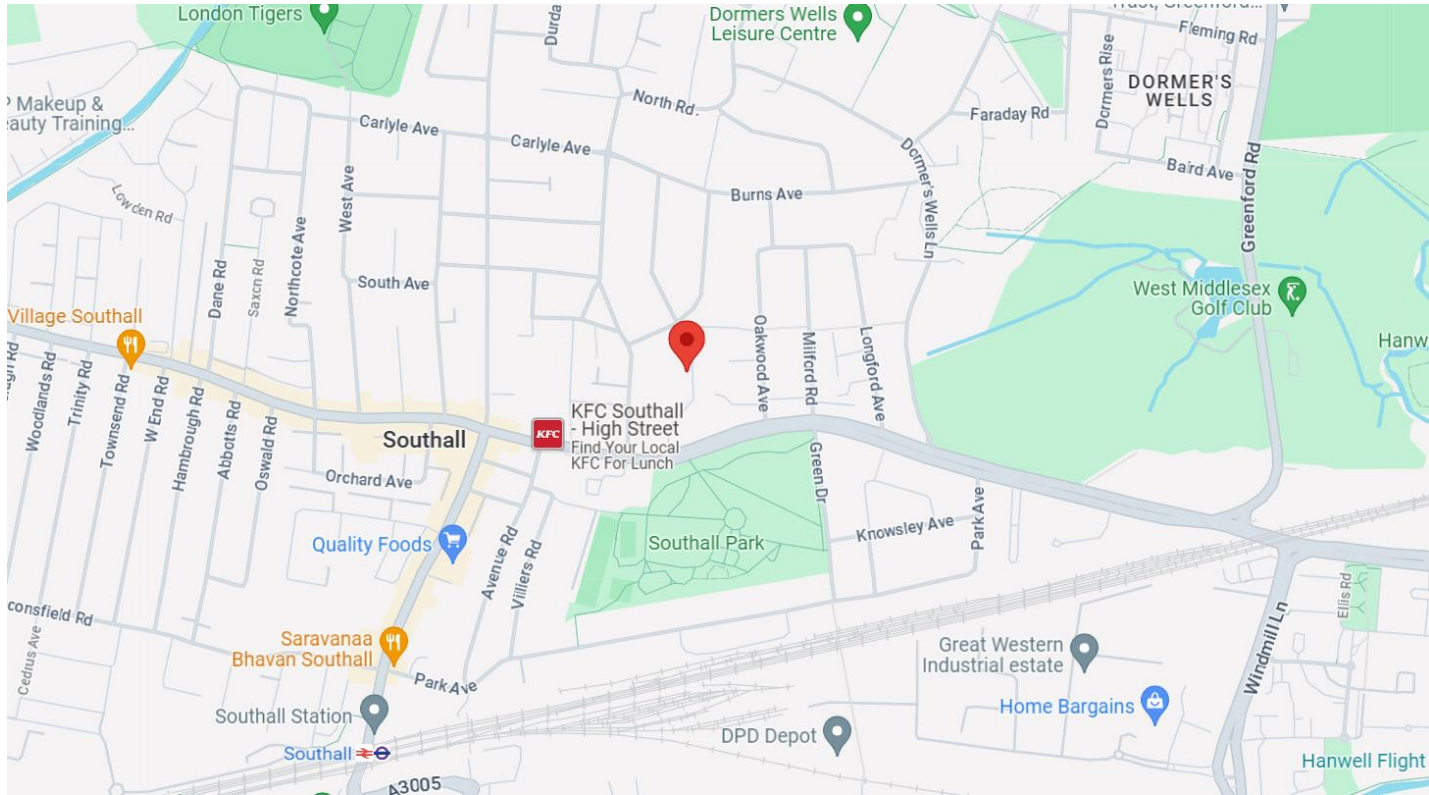 London Tigers
Durda
Dormers Wells
Leisure Centre
Fleming Rd
DORMER'S
WELLS
Dormers Rise
P Makeup &
eauty Training...
Carlyle Ave
Carlyle Ave
North Rd.
Faraday Rd
Baird Ave
Greenford Rd
Lowden Rd
West Ave
Burns Ave
Dormer's Wells Ln
Northcote Ave
Dane Rd
Saxon Rd
South Ave
West Middlesex
Golf Club
Hanw
Village Southall
Oakwood Ave
Milford Rd
Longford Ave
Woodlands Rd
Trinity Rd
Townsend Rd
W End Rd
Hambrough Rd
Abbotts Rd
Oswald Rd
Southall
KFC
KFC Southall
- High Street
Find Your Local
KFC For Lunch
Orchard Ave
Green Dr
Park Ave
Knowsley Ave
Quality Foods
Avenue Rd
Villiers Rd
Southall Park
consfield Rd
Cedrus Ave
Saravanaa
Bhavan Southall
Park Ave
Great Western
Industrial estate
Windmill Ln
Ellis Rd
Southall Station
Southall
Home Bargains
DPD Depot
Hanwell Flight
A3005